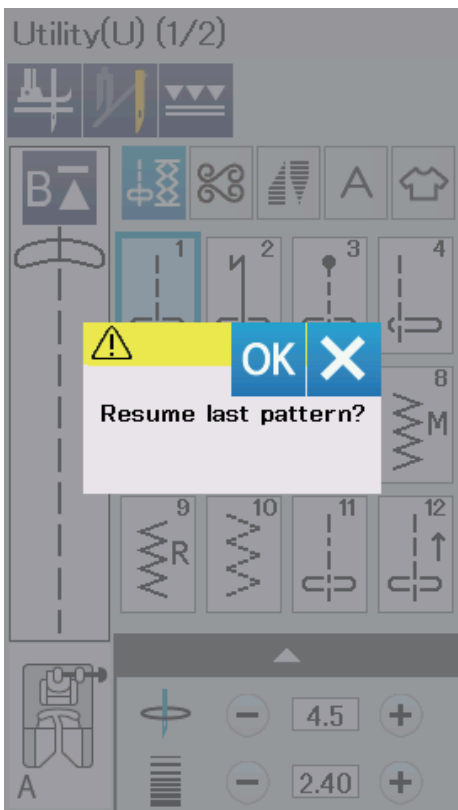 Utility(U) (1/2)
B
A
1
2
3
4
OK
Resume last pattern?
8
M
9
R
10
11
12
4.5
A
2.40